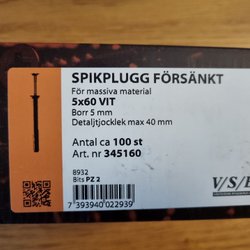 SPIKPLUGG FÖRSÄNKT
För massiva material
5x60 VIT
Borr 5 mm
Detaljtjocklek max 40 mm
Antal ca 100 st
Art. nr 345160
8932
Bits PZ 2
7 393940 022939
V/S/E